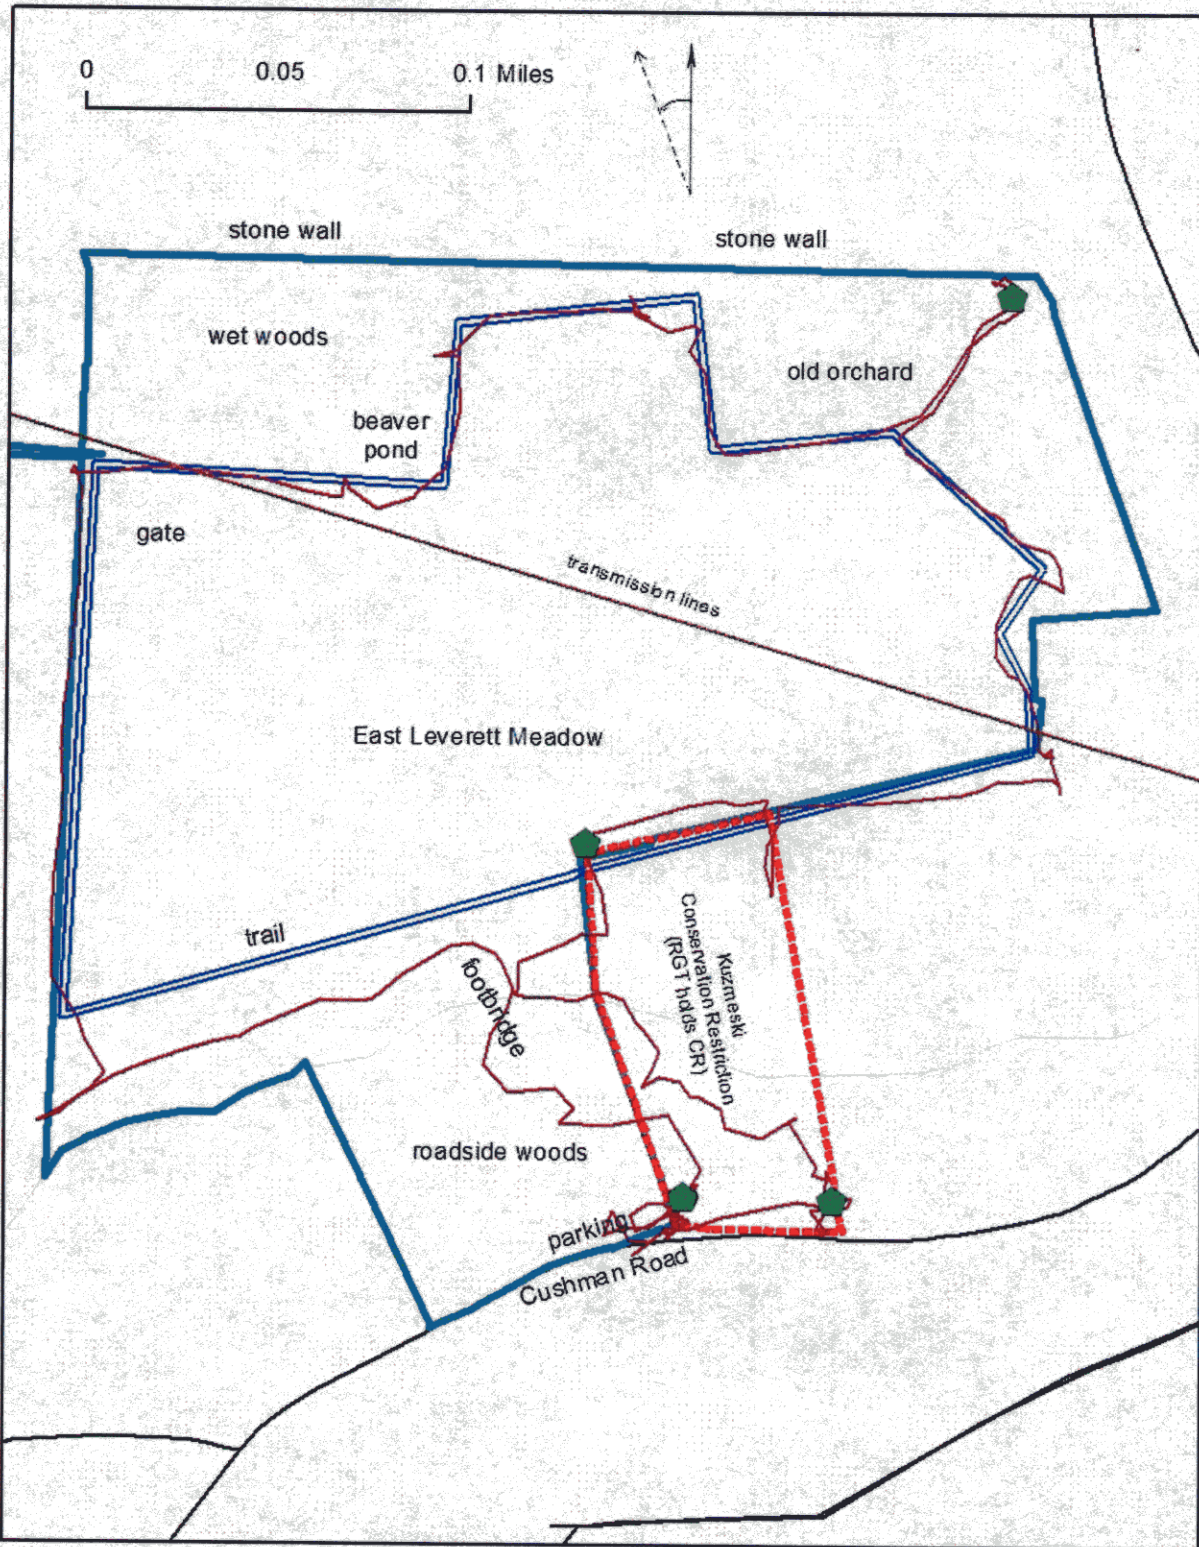 0 0.05 0.1 Miles
stone wall
stone wall
wet woods
old orchard
beaver
pond
gate
transmission lines
East Leverett Meadow
trail
footbridge
Kuzmeski
Conservation Restriction
(RGT holds CR)
roadside woods
parking
Cushman Road